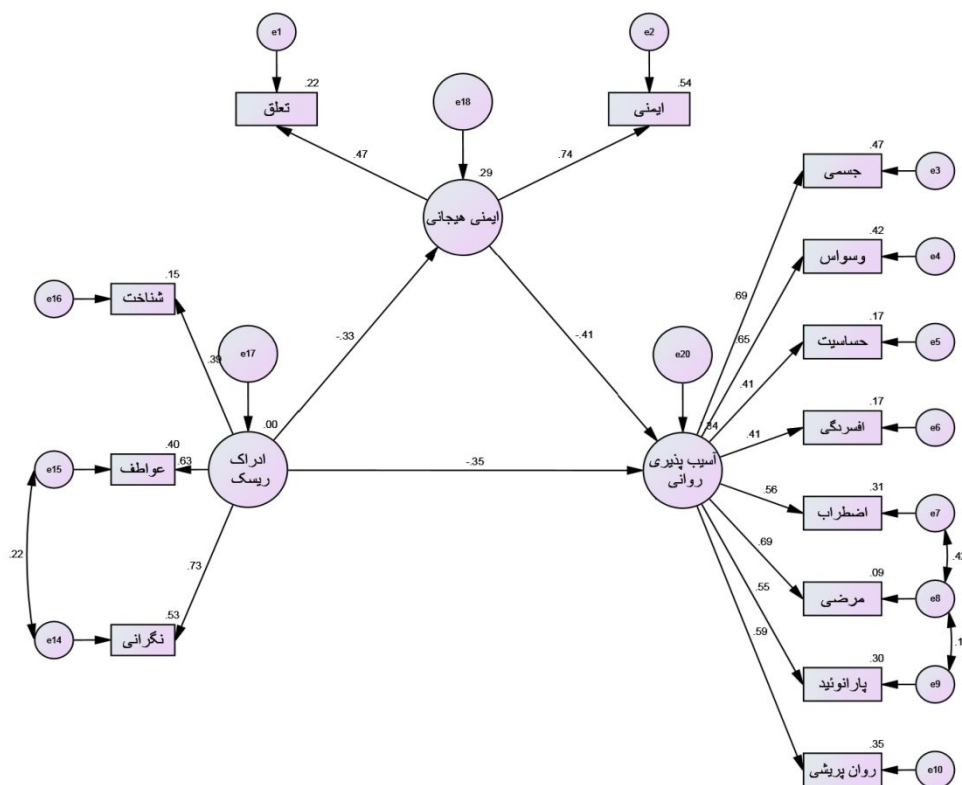 e1
e2
.22
.54
تعلق
e18
ایمنی
.47
.74
.47
جسمی
e3
.29
ایمنی هیجانی
.42
وسواس
e4
.15
e16
شناخت
.69
.17
-.33
-.41
.65
حساسیت
e5
.39
e17
e20
.41
.17
.00
.34
.41
افسردگی
e6
.40
e15
عواطف
.63
ادراک
ریسک
-.35
آسیب پذیری
روانی
.56
.31
اضطراب
e7
.22
.69
.42
.73
.55
.09
مرضی
e8
.53
.59
e14
نگرانی
.1
.30
پارانوئید
e9
.35
روان پریشی
e10